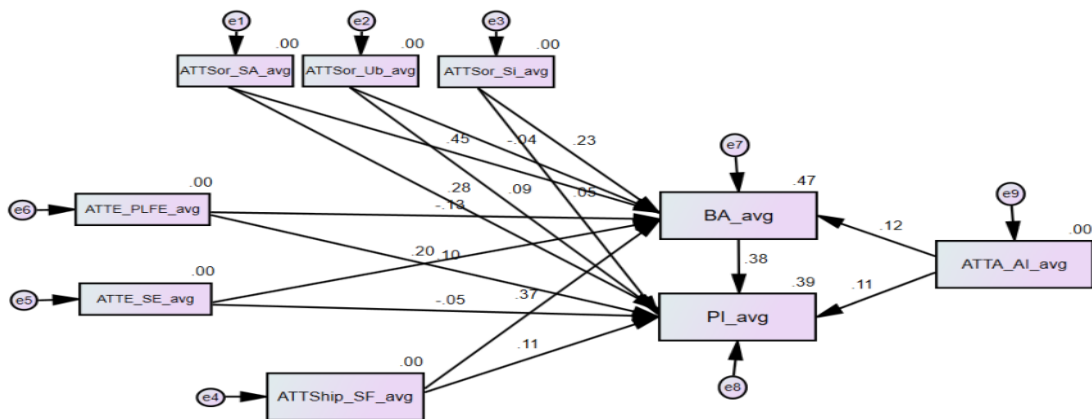 e1
e2
e3
.00
.00
.00
ATTSor_SA_avg
ATTSor_Ub_avg
ATTSor_Si_avg
.45
-.04
.23
e7
.00
.47
e9
e6
ATTE_PLFE_avg
.28
.09
.05
-.13
BA_avg
.12
.00
.20
.10
.38
ATTA_AI_avg
.00
e5
ATTE_SE_avg
-.05
.37
.39
.11
PI_avg
.00
.11
e4
ATTShip_SF_avg
e8